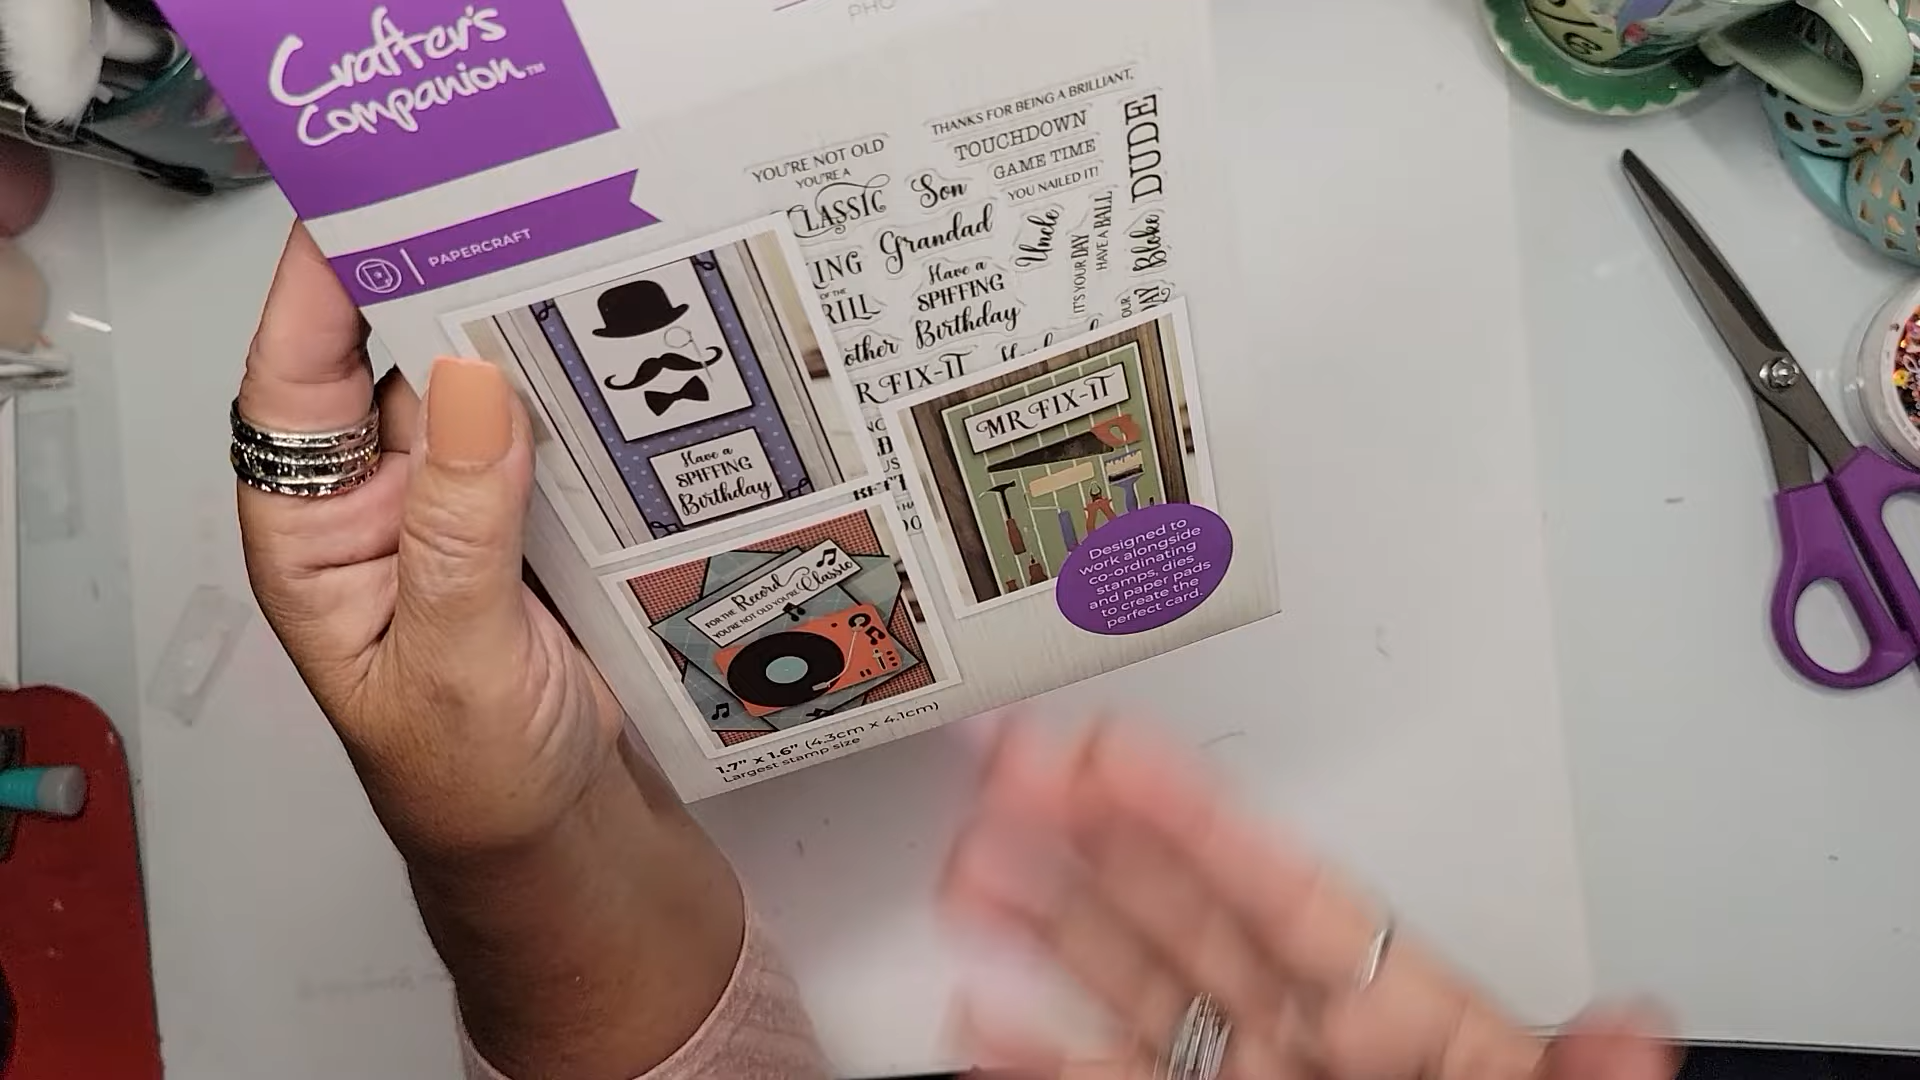 Crafter's
Companion™
PAPERCRAFT
THANKS FOR BEING A BRILLIANT,
TOUCHDOWN
GAME TIME
YOU NAILED IT!
DUDE
YOU'RE NOT OLD
YOU'RE A
CLASSIC
Son
Grandad
Uncle
HAVE A BALL
IT'S YOUR DAY
Bloke
Have a
SPIFFING
Birthday
OF THE
FIX-IT
Have a
SPIFFING
Birthday
MR FIX-IT
FOR THE Record
YOU'RE NOT OLD YOU'RE Classic
Designed to
work alongside
co-ordinating
stamps, dies
and paper pads
to create the
perfect card.
1.7" x 1.6" (4.3cm x 4.1cm)
Largest stamp size